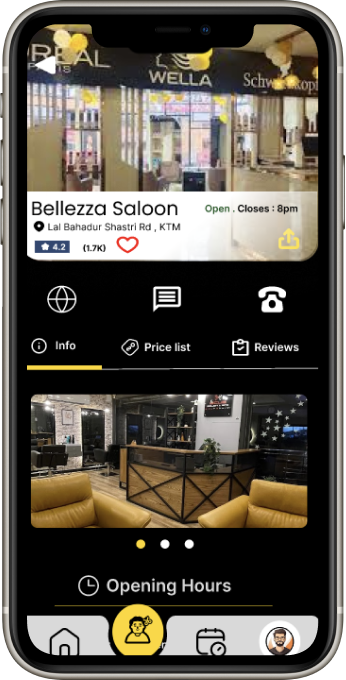 REAL
WELLA
Schwarzkopf
Bellezza Saloon
Open . Closes : 8pm
Lal Bahadur Shastri Rd , KTM
4.2
(1.7K)
Info
Price list
Reviews
Opening Hours